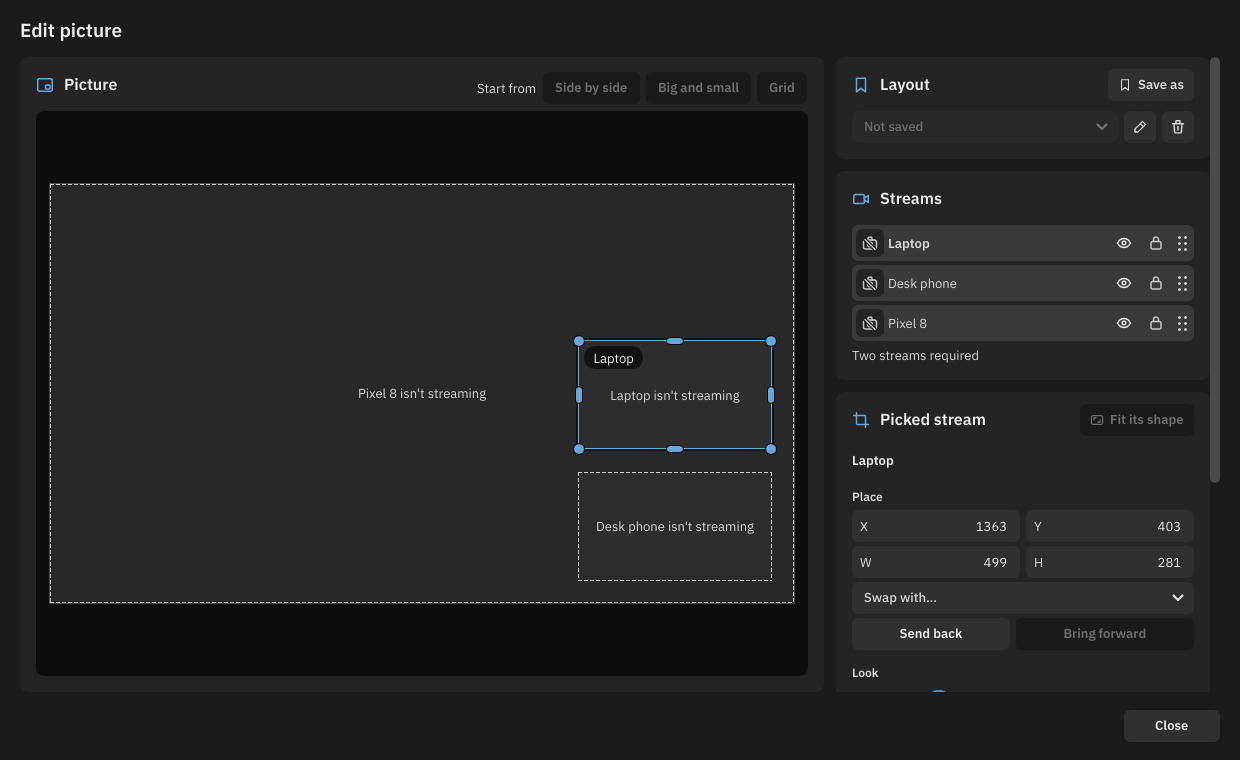 Edit picture
Picture
Start from
Side by side
Big and small
Grid
Pixel 8 isn't streaming
Laptop
Laptop isn't streaming
Desk phone isn't streaming
Layout
Save as
Not saved
Streams
Laptop
Desk phone
Pixel 8
Two streams required
Picked stream
Fit its shape
Laptop
Place
X 1363
Y 403
W 499
H 281
Swap with...
Send back
Bring forward
Look
Close